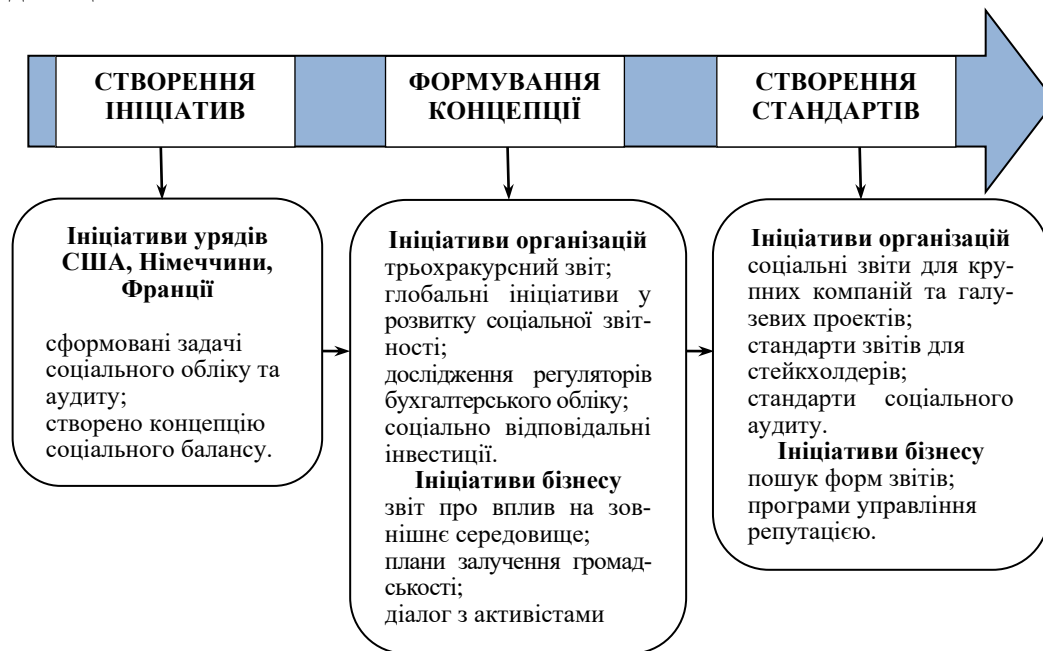 СТВОРЕННЯ
ІНІЦІАТИВ
ФОРМУВАННЯ
КОНЦЕПЦІЇ
СТВОРЕННЯ
СТАНДАРТІВ
Ініціативи урядів
США, Німеччини,
Франції
сформовані задачі
соціального обліку та
аудиту;
створено концепцію
соціального балансу.
Ініціативи організацій
трьохракурсний звіт;
глобальні ініціативи у
розвитку соціальної звіт-
ності;
дослідження регуляторів
бухгалтерського обліку;
соціально відповідальні
інвестиції.
Ініціативи бізнесу
звіт про вплив на зов-
нішнє середовище;
плани залучення громад-
ськості;
діалог з активістами
Ініціативи організацій
соціальні звіти для кру-
пних компаній та галу-
зевих проектів;
стандарти звітів для
стейкхолдерів;
стандарти соціального
аудиту.
Ініціативи бізнесу
пошук форм звітів;
програми управління
репутацією.